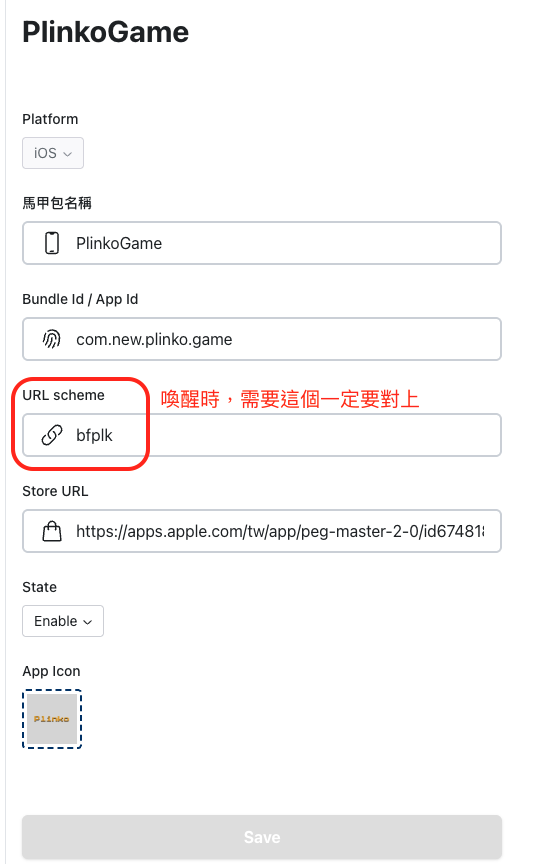 PlinkoGame
Platform
iOS
馬甲包名稱
PlinkoGame
Bundle Id / App Id
com.new.plinko.game
URL scheme
喚醒時，需要這個一定要對上
bfplk
Store URL
https://apps.apple.com/tw/app/peg-master-2-0/id674818
State
Enable
App Icon
Plinko
Save